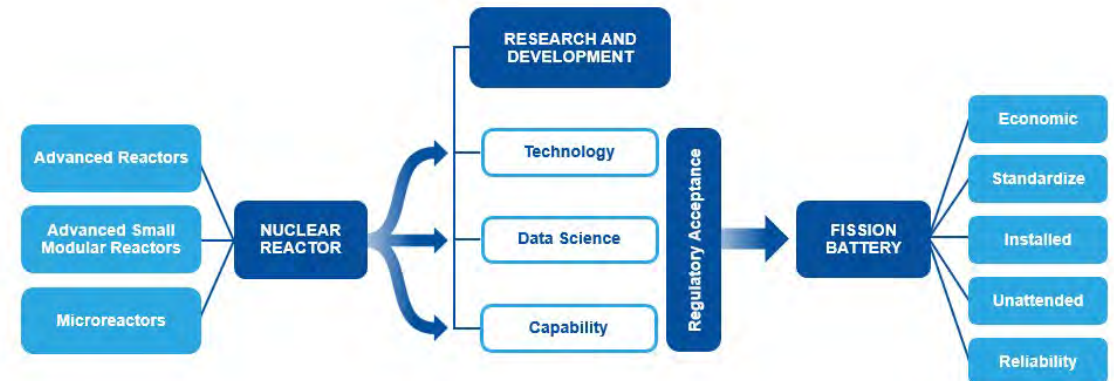 Advanced Reactors
Advanced Small
Modular Reactors
Microreactors
NUCLEAR
REACTOR
RESEARCH AND
DEVELOPMENT
Technology
Data Science
Capability
Regulatory Acceptance
FISSION
BATTERY
Economic
Standardize
Installed
Unattended
Reliability